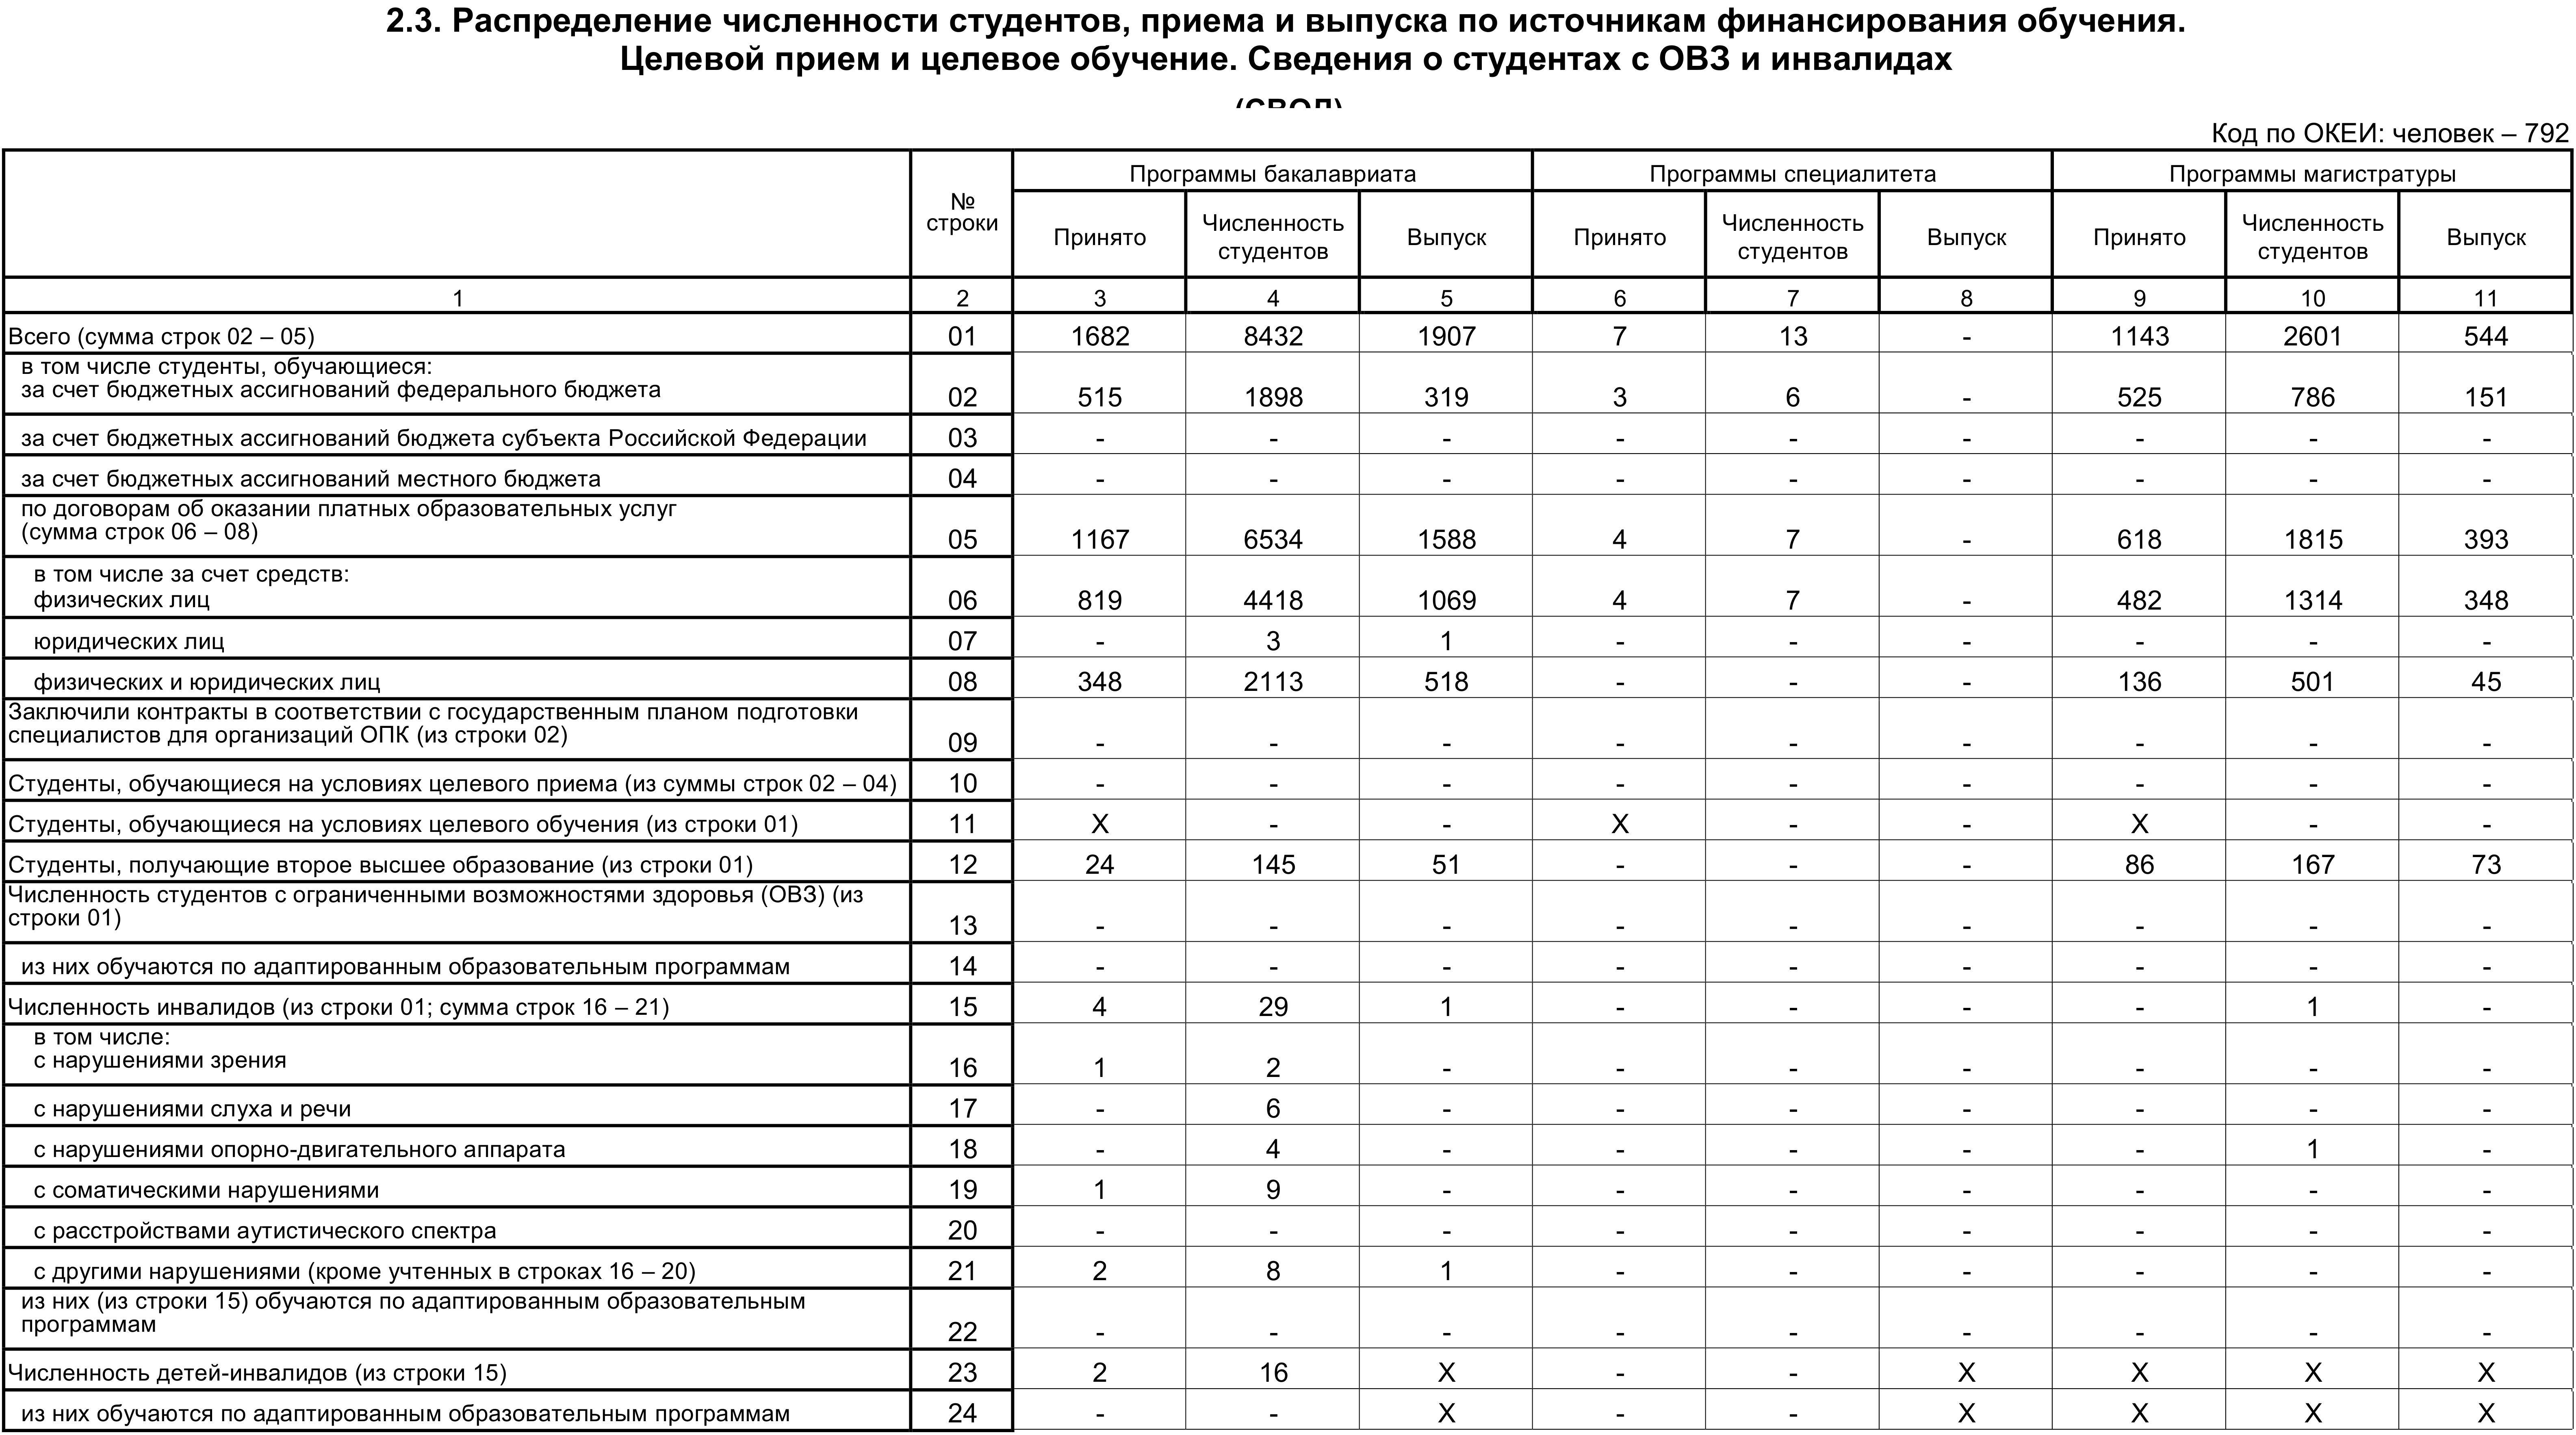 2.3. Распределение численности студентов, приема и выпуска по источникам финансирования обучения.
Целевой прием и целевое обучение. Сведения о студентах с ОВЗ и инвалидах
(СВОД)
Код по ОКЕИ: человек – 792
№ строки Программы бакалавриата Программы специалитета Программы магистратуры
Принято Численность студентов Выпуск Принято Численность студентов Выпуск Принято Численность студентов Выпуск
1 2 3 4 5 6 7 8 9 10 11
Всего (сумма строк 02 – 05) 01 1682 8432 1907 7 13 - 1143 2601 544
в том числе студенты, обучающиеся:
за счет бюджетных ассигнований федерального бюджета 02 515 1898 319 3 6 - 525 786 151
за счет бюджетных ассигнований бюджета субъекта Российской Федерации 03 - - - - - - - - -
за счет бюджетных ассигнований местного бюджета 04 - - - - - - - - -
по договорам об оказании платных образовательных услуг
(сумма строк 06 – 08) 05 1167 6534 1588 4 7 - 618 1815 393
в том числе за счет средств:
физических лиц 06 819 4418 1069 4 7 - 482 1314 348
юридических лиц 07 - 3 1 - - - - - -
физических и юридических лиц 08 348 2113 518 - - - 136 501 45
Заключили контракты в соответствии с государственным планом подготовки
специалистов для организаций ОПК (из строки 02) 09 - - - - - - - - -
Студенты, обучающиеся на условиях целевого приема (из суммы строк 02 – 04) 10 - - - - - - - - -
Студенты, обучающиеся на условиях целевого обучения (из строки 01) 11 X - - X - - X - -
Студенты, получающие второе высшее образование (из строки 01) 12 24 145 51 - - - 86 167 73
Численность студентов с ограниченными возможностями здоровья (ОВЗ) (из
строки 01) 13 - - - - - - - - -
из них обучаются по адаптированным образовательным программам 14 - - - - - - - - -
Численность инвалидов (из строки 01; сумма строк 16 – 21) 15 4 29 1 - - - - 1 -
в том числе:
с нарушениями зрения 16 1 2 - - - - - - -
с нарушениями слуха и речи 17 - 6 - - - - - - -
с нарушениями опорно-двигательного аппарата 18 - 4 - - - - - 1 -
с соматическими нарушениями 19 1 9 - - - - - - -
с расстройствами аутистического спектра 20 - - - - - - - - -
с другими нарушениями (кроме учтенных в строках 16 – 20) 21 2 8 1 - - - - - -
из них (из строки 15) обучаются по адаптированным образовательным
программам 22 - - - - - - - - -
Численность детей-инвалидов (из строки 15) 23 2 16 X - - X X X X
из них обучаются по адаптированным образовательным программам 24 - - X - - X X X X